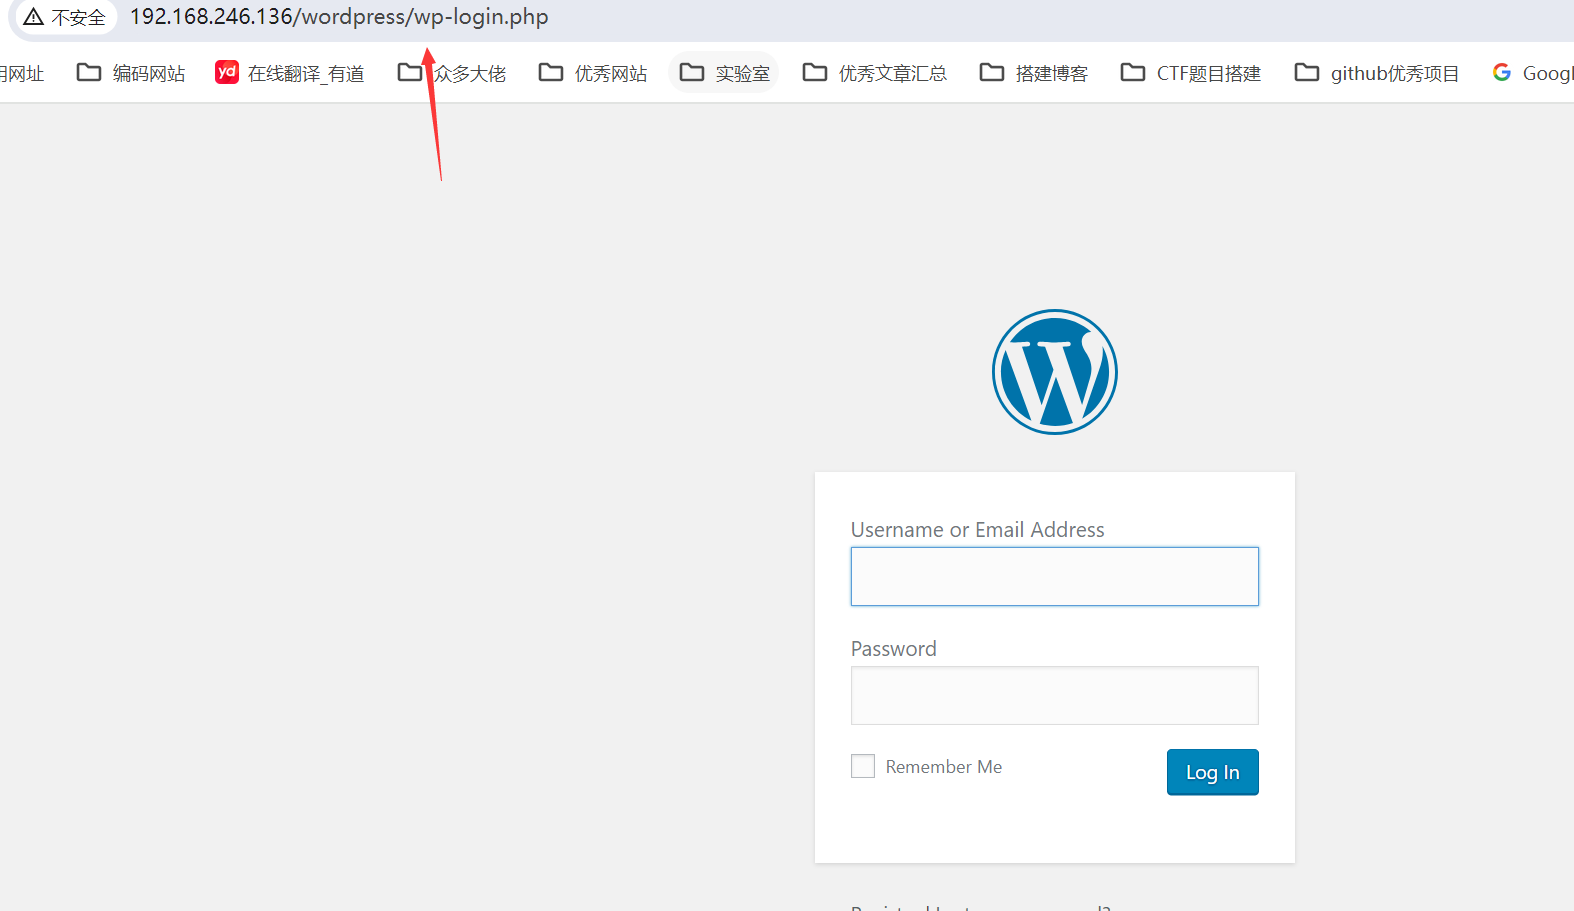 不安全 192.168.246.136/wordpress/wp-login.php
网址 编码网站 yd 在线翻译_有道 众多大佬 优秀网站 实验室 优秀文章汇总 搭建博客 CTF题目搭建 github优秀项目 Googl
Username or Email Address
Password
Remember Me Log In